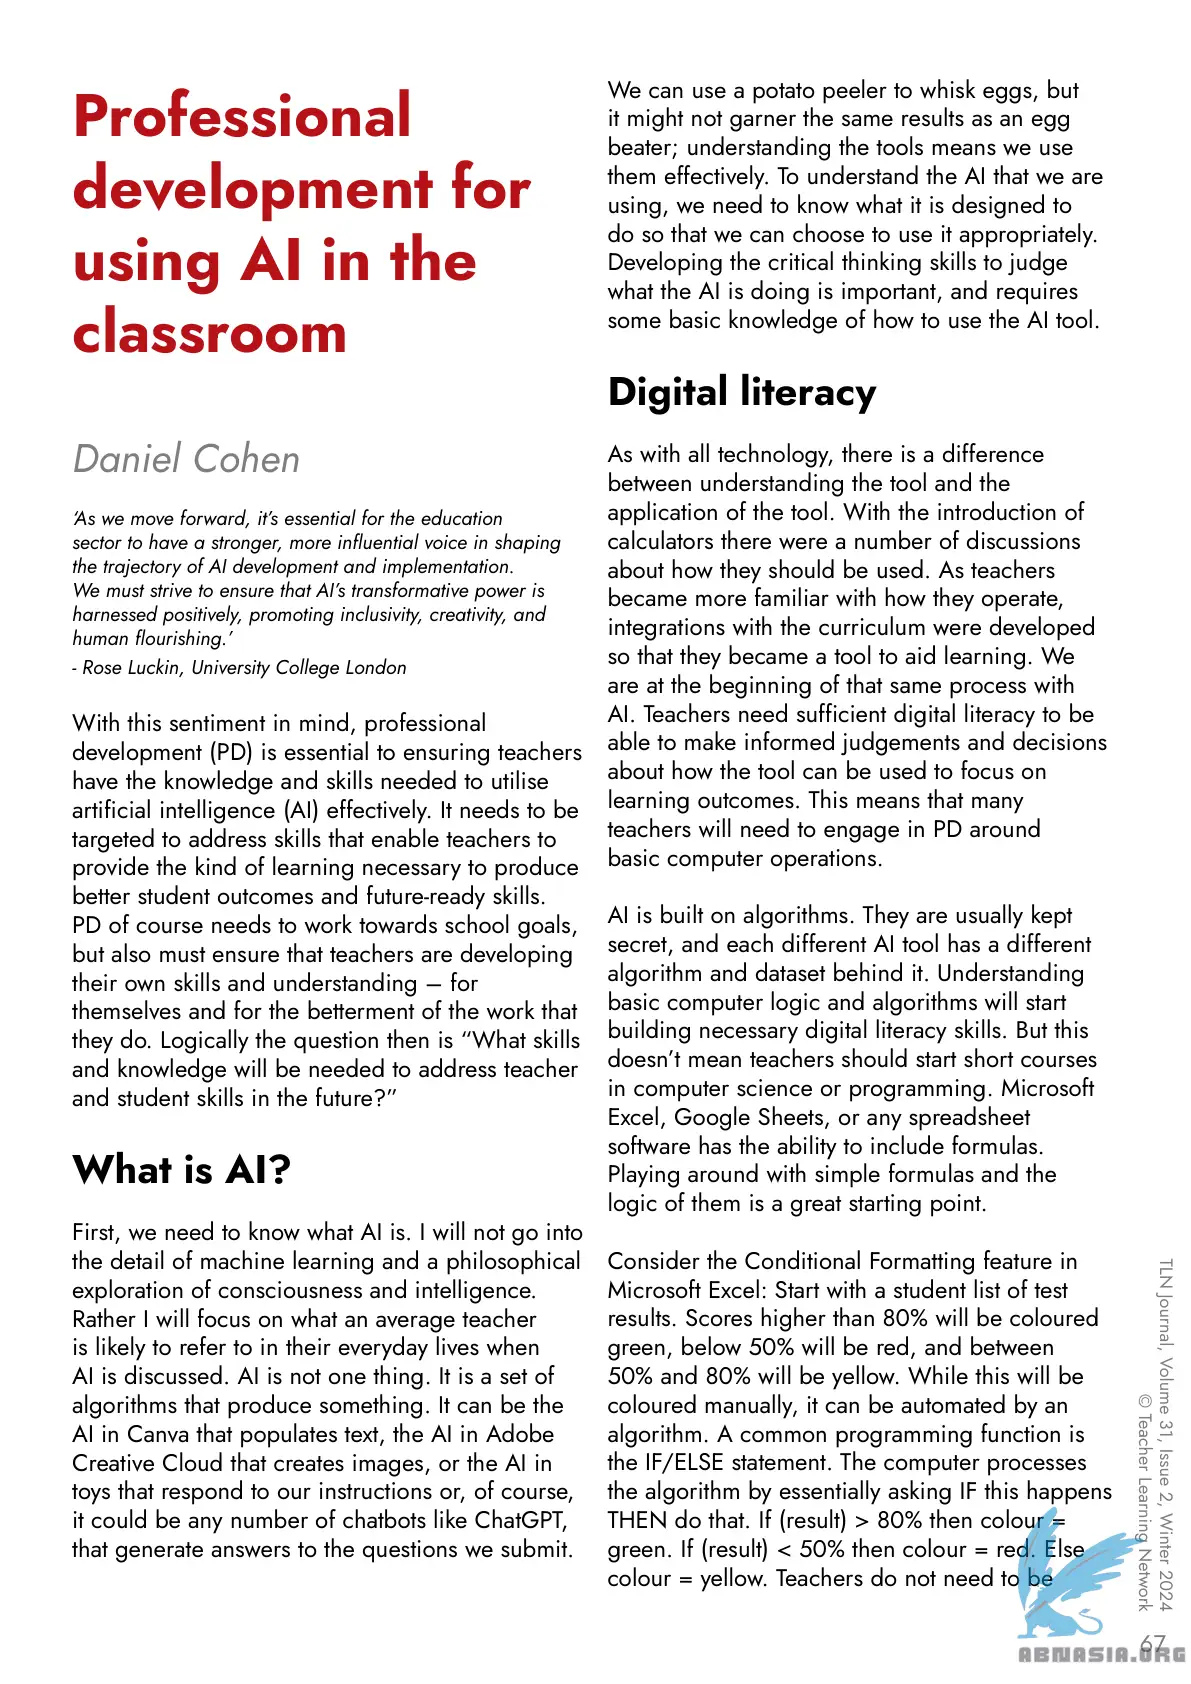 Professional
development for
using AI in the
classroom
Daniel Cohen
‘As we move forward, it’s essential for the education
sector to have a stronger, more influential voice in shaping
the trajectory of AI development and implementation.
We must strive to ensure that AI’s transformative power is
harnessed positively, promoting inclusivity, creativity, and
human flourishing.’
- Rose Luckin, University College London
With this sentiment in mind, professional
development (PD) is essential to ensuring teachers
have the knowledge and skills needed to utilise
artificial intelligence (AI) effectively. It needs to be
targeted to address skills that enable teachers to
provide the kind of learning necessary to produce
better student outcomes and future-ready skills.
PD of course needs to work towards school goals,
but also must ensure that teachers are developing
their own skills and understanding – for
themselves and for the betterment of the work that
they do. Logically the question then is “What skills
and knowledge will be needed to address teacher
and student skills in the future?”
What is AI?
First, we need to know what AI is. I will not go into
the detail of machine learning and a philosophical
exploration of consciousness and intelligence.
Rather I will focus on what an average teacher
is likely to refer to in their everyday lives when
AI is discussed. AI is not one thing. It is a set of
algorithms that produce something. It can be the
AI in Canva that populates text, the AI in Adobe
Creative Cloud that creates images, or the AI in
toys that respond to our instructions or, of course,
it could be any number of chatbots like ChatGPT,
that generate answers to the questions we submit.
We can use a potato peeler to whisk eggs, but
it might not garner the same results as an egg
beater; understanding the tools means we use
them effectively. To understand the AI that we are
using, we need to know what it is designed to
do so that we can choose to use it appropriately.
Developing the critical thinking skills to judge
what the AI is doing is important, and requires
some basic knowledge of how to use the AI tool.
Digital literacy
As with all technology, there is a difference
between understanding the tool and the
application of the tool. With the introduction of
calculators there were a number of discussions
about how they should be used. As teachers
became more familiar with how they operate,
integrations with the curriculum were developed
so that they became a tool to aid learning. We
are at the beginning of that same process with
AI. Teachers need sufficient digital literacy to be
able to make informed judgements and decisions
about how the tool can be used to focus on
learning outcomes. This means that many
teachers will need to engage in PD around
basic computer operations.
AI is built on algorithms. They are usually kept
secret, and each different AI tool has a different
algorithm and dataset behind it. Understanding
basic computer logic and algorithms will start
building necessary digital literacy skills. But this
doesn’t mean teachers should start short courses
in computer science or programming. Microsoft
Excel, Google Sheets, or any spreadsheet
software has the ability to include formulas.
Playing around with simple formulas and the
logic of them is a great starting point.
Consider the Conditional Formatting feature in
Microsoft Excel: Start with a student list of test
results. Scores higher than 80% will be coloured
green, below 50% will be red, and between
50% and 80% will be yellow. While this will be
coloured manually, it can be automated by an
algorithm. A common programming function is
the IF/ELSE statement. The computer processes
the algorithm by essentially asking IF this happens
THEN do that. If (result) > 80% then colour =
green. If (result) < 50% then colour = red. Else
colour = yellow. Teachers do not need to be
TLN Journal, Volume 31, Issue 2, Winter 2024
© Teacher Learning Network
67
ABNASIA.ORG